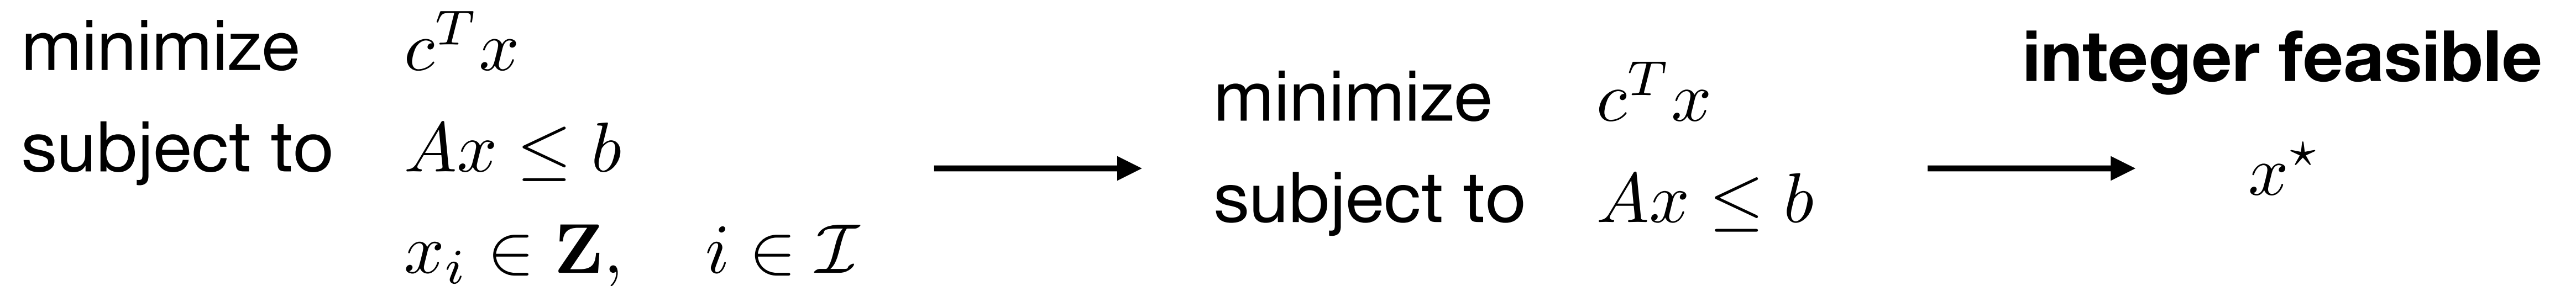 minimize c^T x
subject to Ax ≤ b
x_i ∈ Z, i ∈ I
minimize c^T x
subject to Ax ≤ b
integer feasible
x^⋆